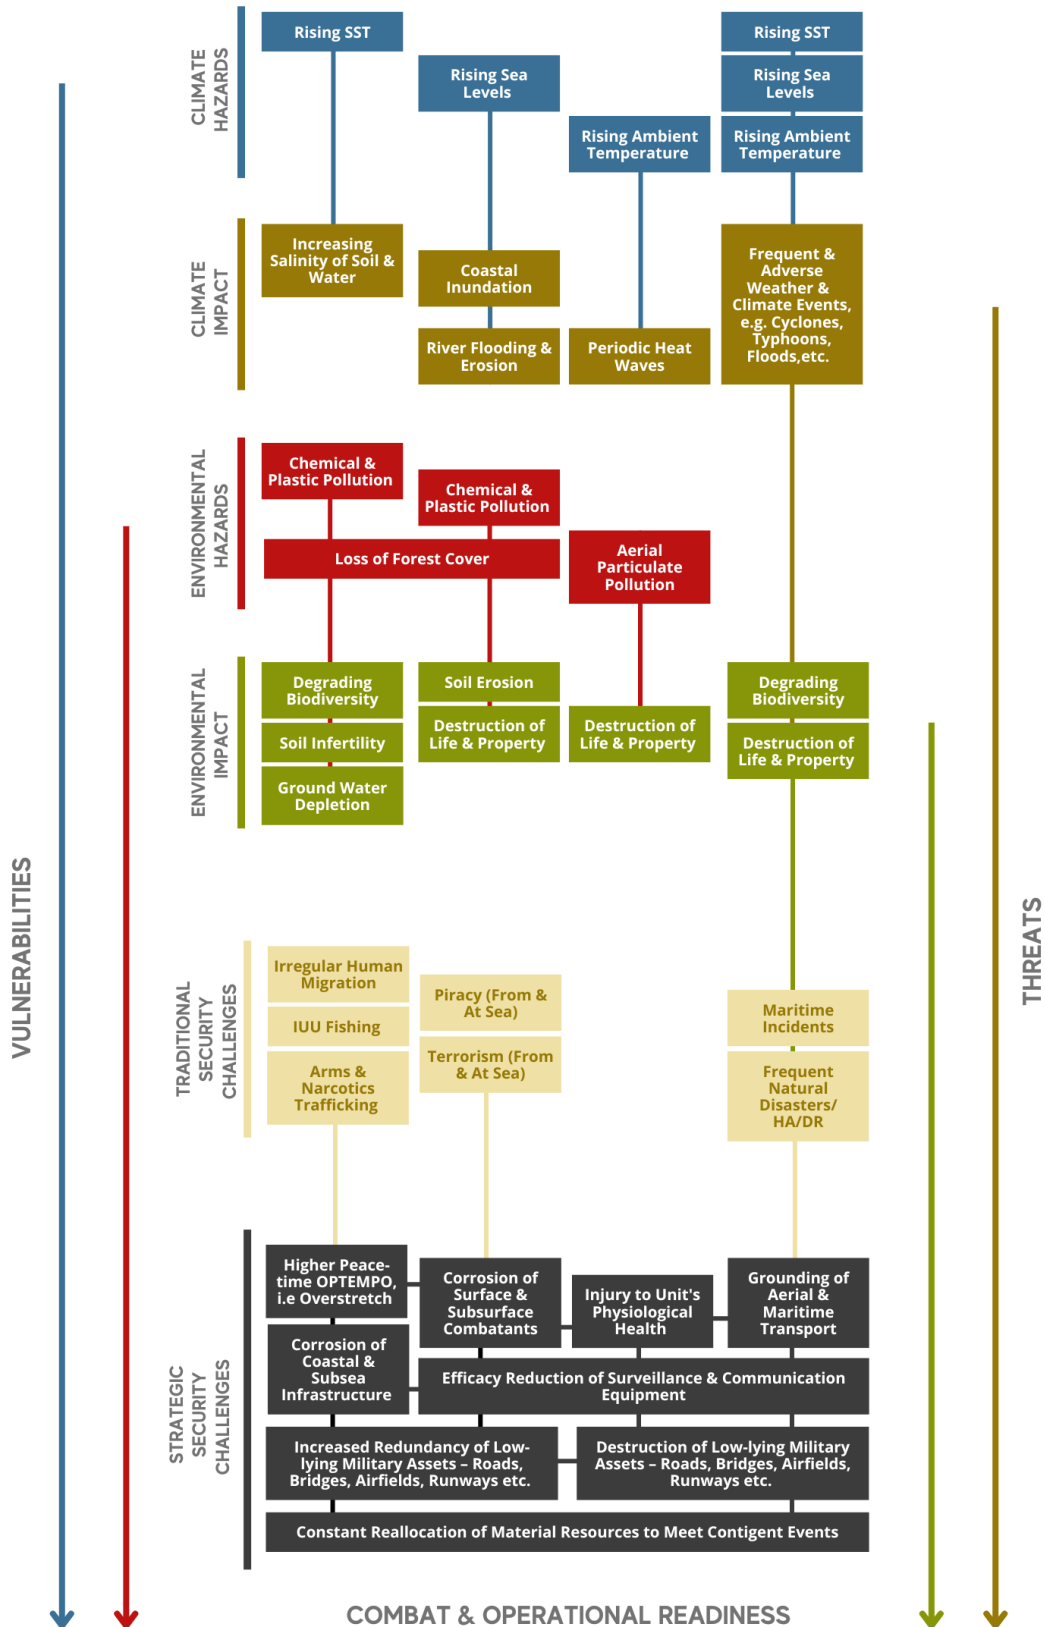 CLIMATE
HAZARDS
Rising SST
Rising Sea
Levels
Rising Ambient
Temperature
Rising SST
Rising Sea
Levels
Rising Ambient
Temperature
CLIMATE
IMPACT
Increasing
Salinity of Soil &
Water
Coastal
Inundation
River Flooding &
Erosion
Periodic Heat
Waves
Frequent &
Adverse
Weather &
Climate Events,
e.g. Cyclones,
Typhoons,
Floods,etc.
ENVIRONMENTAL
HAZARDS
Chemical &
Plastic Pollution
Chemical &
Plastic Pollution
Loss of Forest Cover
Aerial
Particulate
Pollution
ENVIRONMENTAL
IMPACT
Degrading
Biodiversity
Soil Infertility
Ground Water
Depletion
Soil Erosion
Destruction of
Life & Property
Destruction of
Life & Property
Degrading
Biodiversity
Destruction of
Life & Property
VULNERABILITIES
THREATS
TRADITIONAL
SECURITY
CHALLENGES
Irregular Human
Migration
IUU Fishing
Arms &
Narcotics
Trafficking
Piracy (From &
At Sea)
Terrorism (From
& At Sea)
Maritime
Incidents
Frequent
Natural
Disasters/
HA/DR
STRATEGIC
SECURITY
CHALLENGES
Higher Peace-
time OPTEMPO,
i.e Overstretch
Corrosion of
Surface &
Subsurface
Combatants
Injury to Unit's
Physiological
Health
Grounding of
Aerial &
Maritime
Transport
Corrosion of
Coastal &
Subsea
Infrastructure
Efficacy Reduction of Surveillance & Communication
Equipment
Increased Redundancy of Low-
lying Military Assets – Roads,
Bridges, Airfields, Runways etc.
Destruction of Low-lying Military
Assets – Roads, Bridges, Airfields,
Runways etc.
Constant Reallocation of Material Resources to Meet Contigent Events
COMBAT & OPERATIONAL READINESS